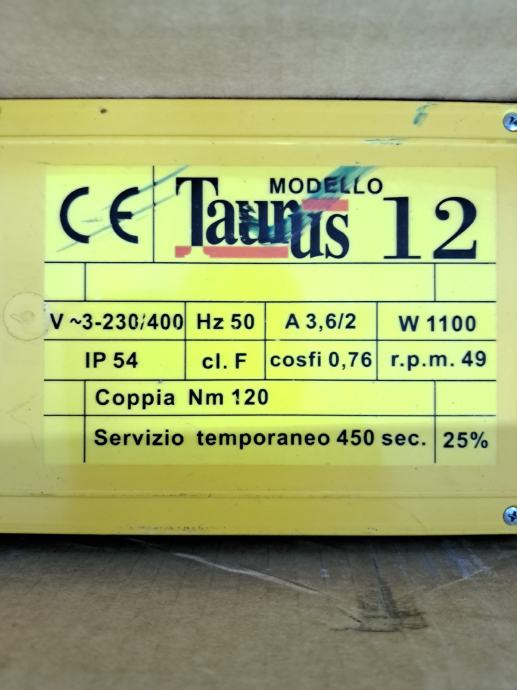 CE Taurus MODELLO 12
V ~3-230/400 Hz 50 A 3,6/2 W 1100
IP 54 cl. F cosfi 0,76 r.p.m. 49
Coppia Nm 120
Servizio temporaneo 450 sec. 25%